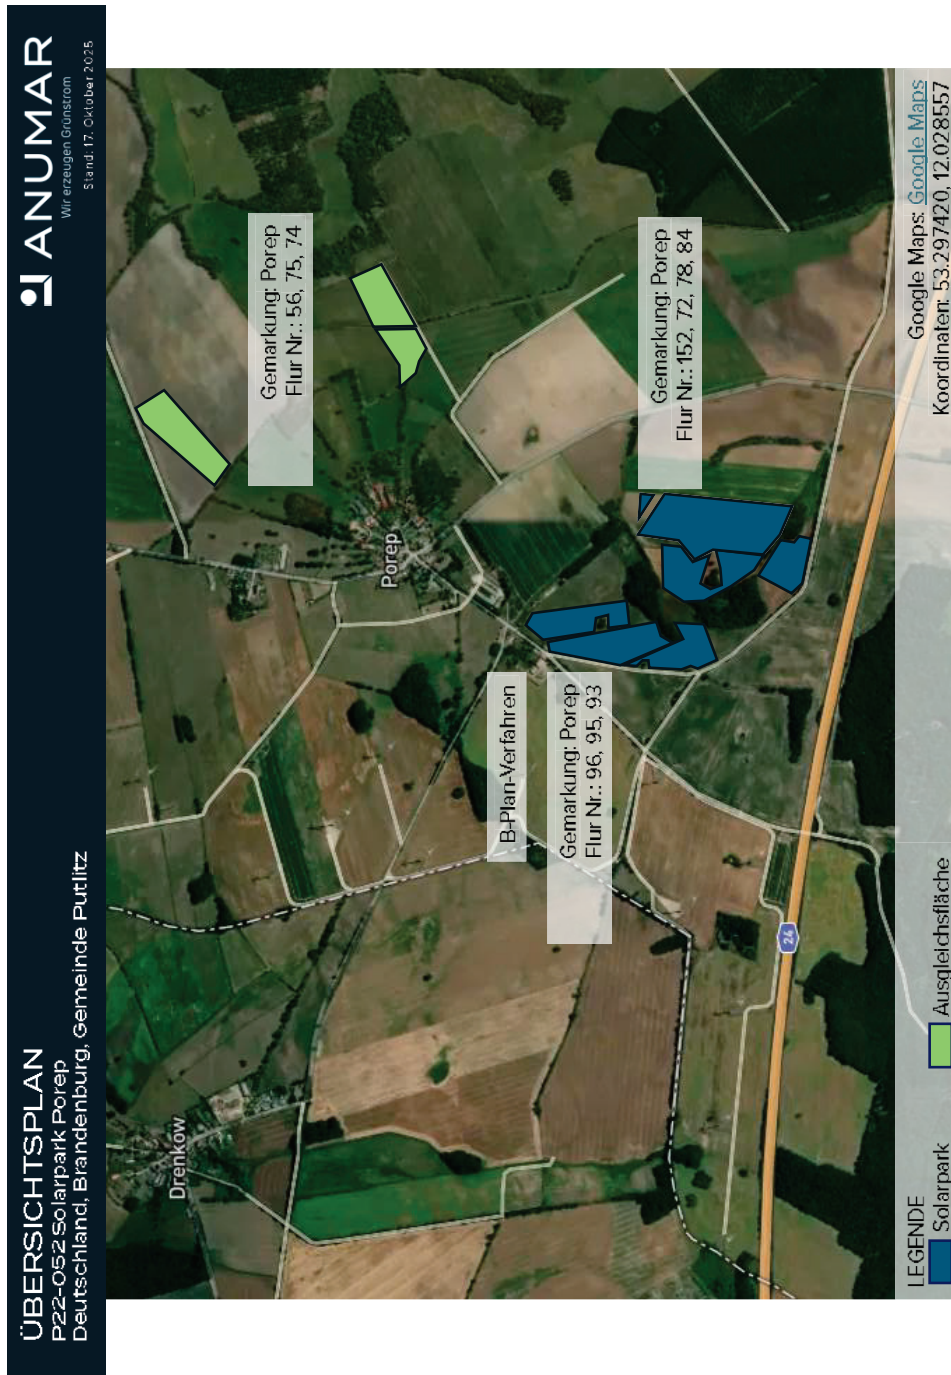 ÜBERSICHTSPLAN
P22-052 Solarpark Porep
Deutschland, Brandenburg, Gemeinde Putlitz
ANUMAR
Wir erzeugen Grünstrom
Stand: 17. Oktober 2025
Drenkow
Porep
Gemarkung: Porep
Flur Nr.: 56, 75, 74
B-Plan-Verfahren
Gemarkung: Porep
Flur Nr.: 96, 95, 93
Gemarkung: Porep
Flur Nr.: 152, 72, 78, 84
24
LEGENDE
Solarpark
Ausgleichsfläche
Google Maps: Google Maps
Koordinaten: 53.297420, 12.028557